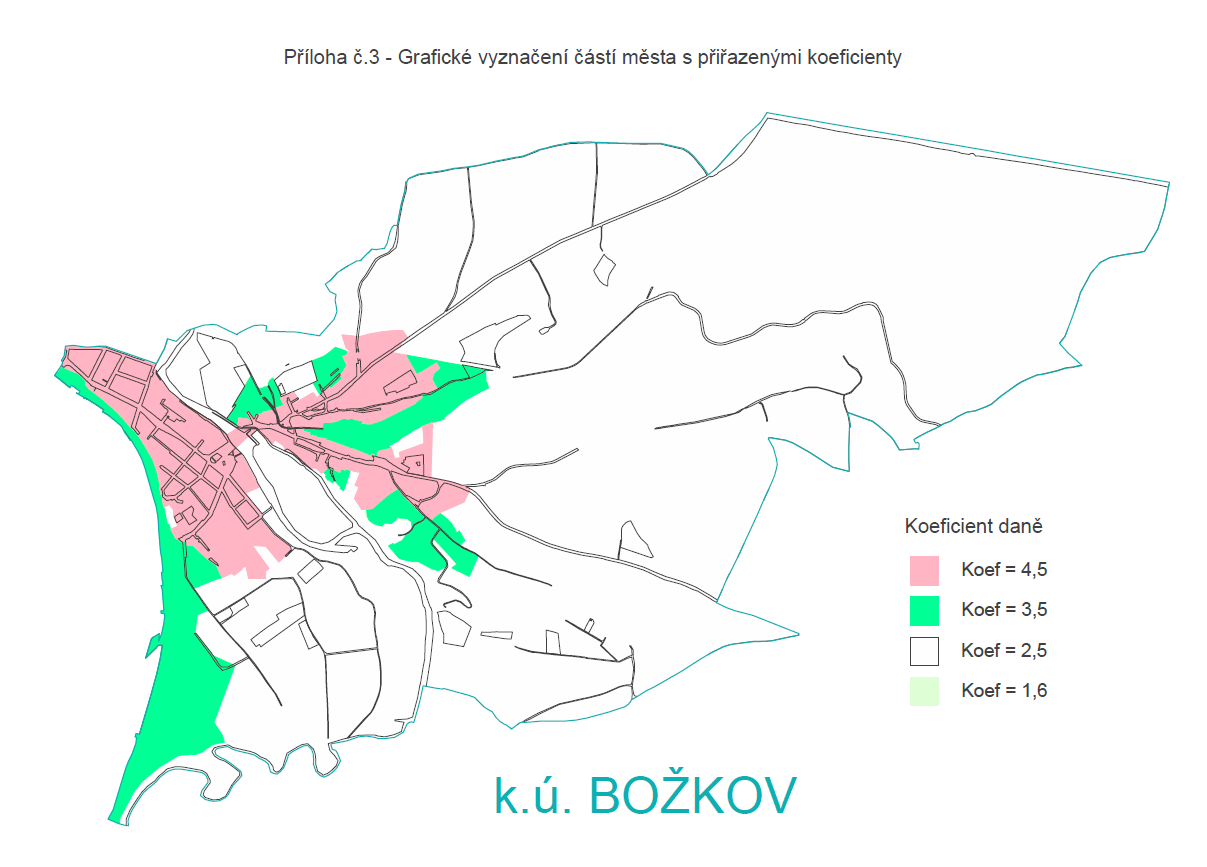 Příloha č.3 - Grafické vyznačení částí města s přiřazenými koeficienty
Koeficient daně
Koef = 4,5
Koef = 3,5
Koef = 2,5
Koef = 1,6
k.ú. BOŽKOV